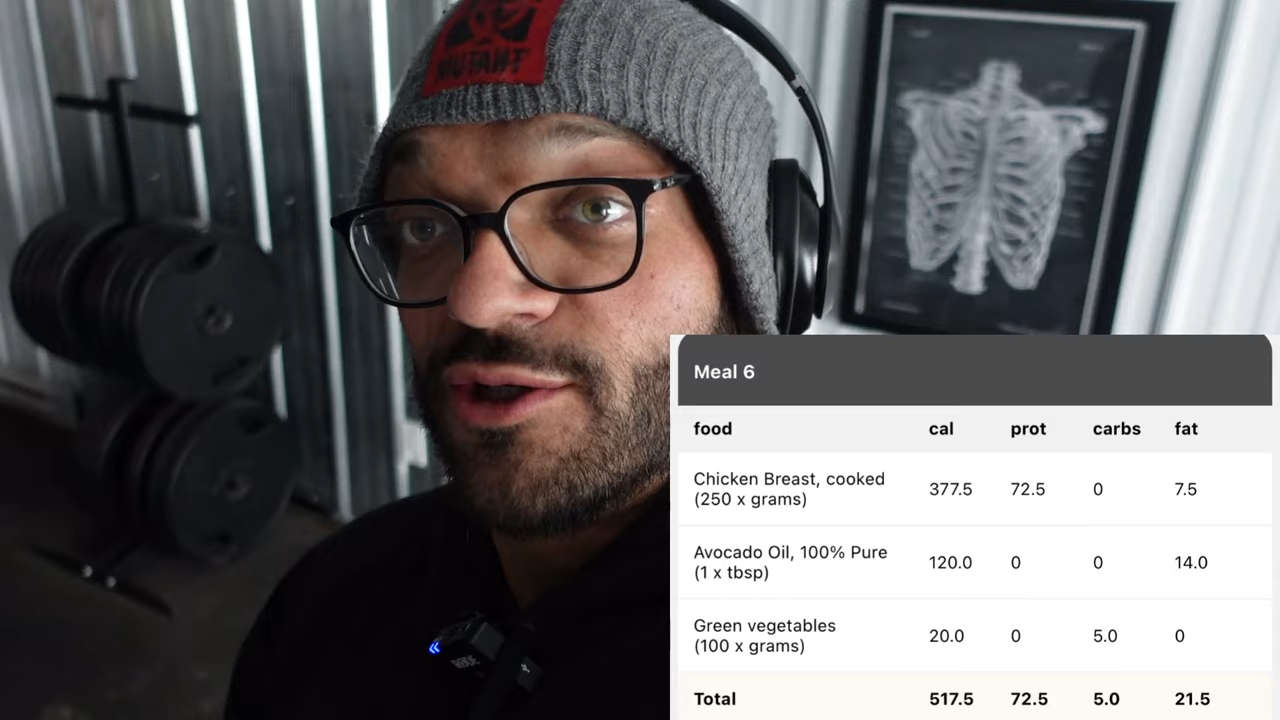 MUTANT
Meal 6
food cal prot carbs fat
Chicken Breast, cooked
(250 x grams) 377.5 72.5 0 7.5
Avocado Oil, 100% Pure
(1 x tbsp) 120.0 0 0 14.0
Green vegetables
(100 x grams) 20.0 0 5.0 0
Total 517.5 72.5 5.0 21.5